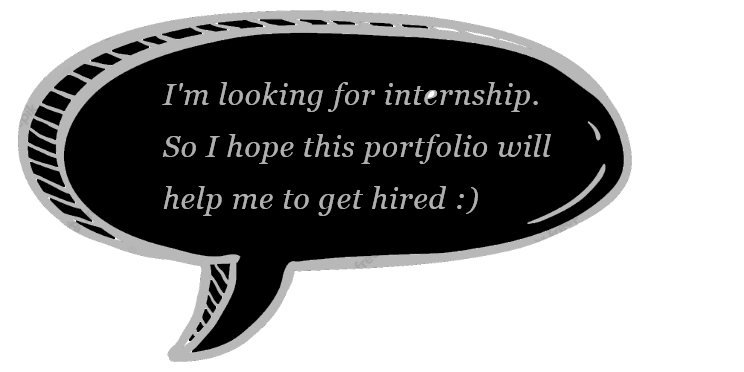 I'm looking for internship.
So I hope this portfolio will
help me to get hired :)